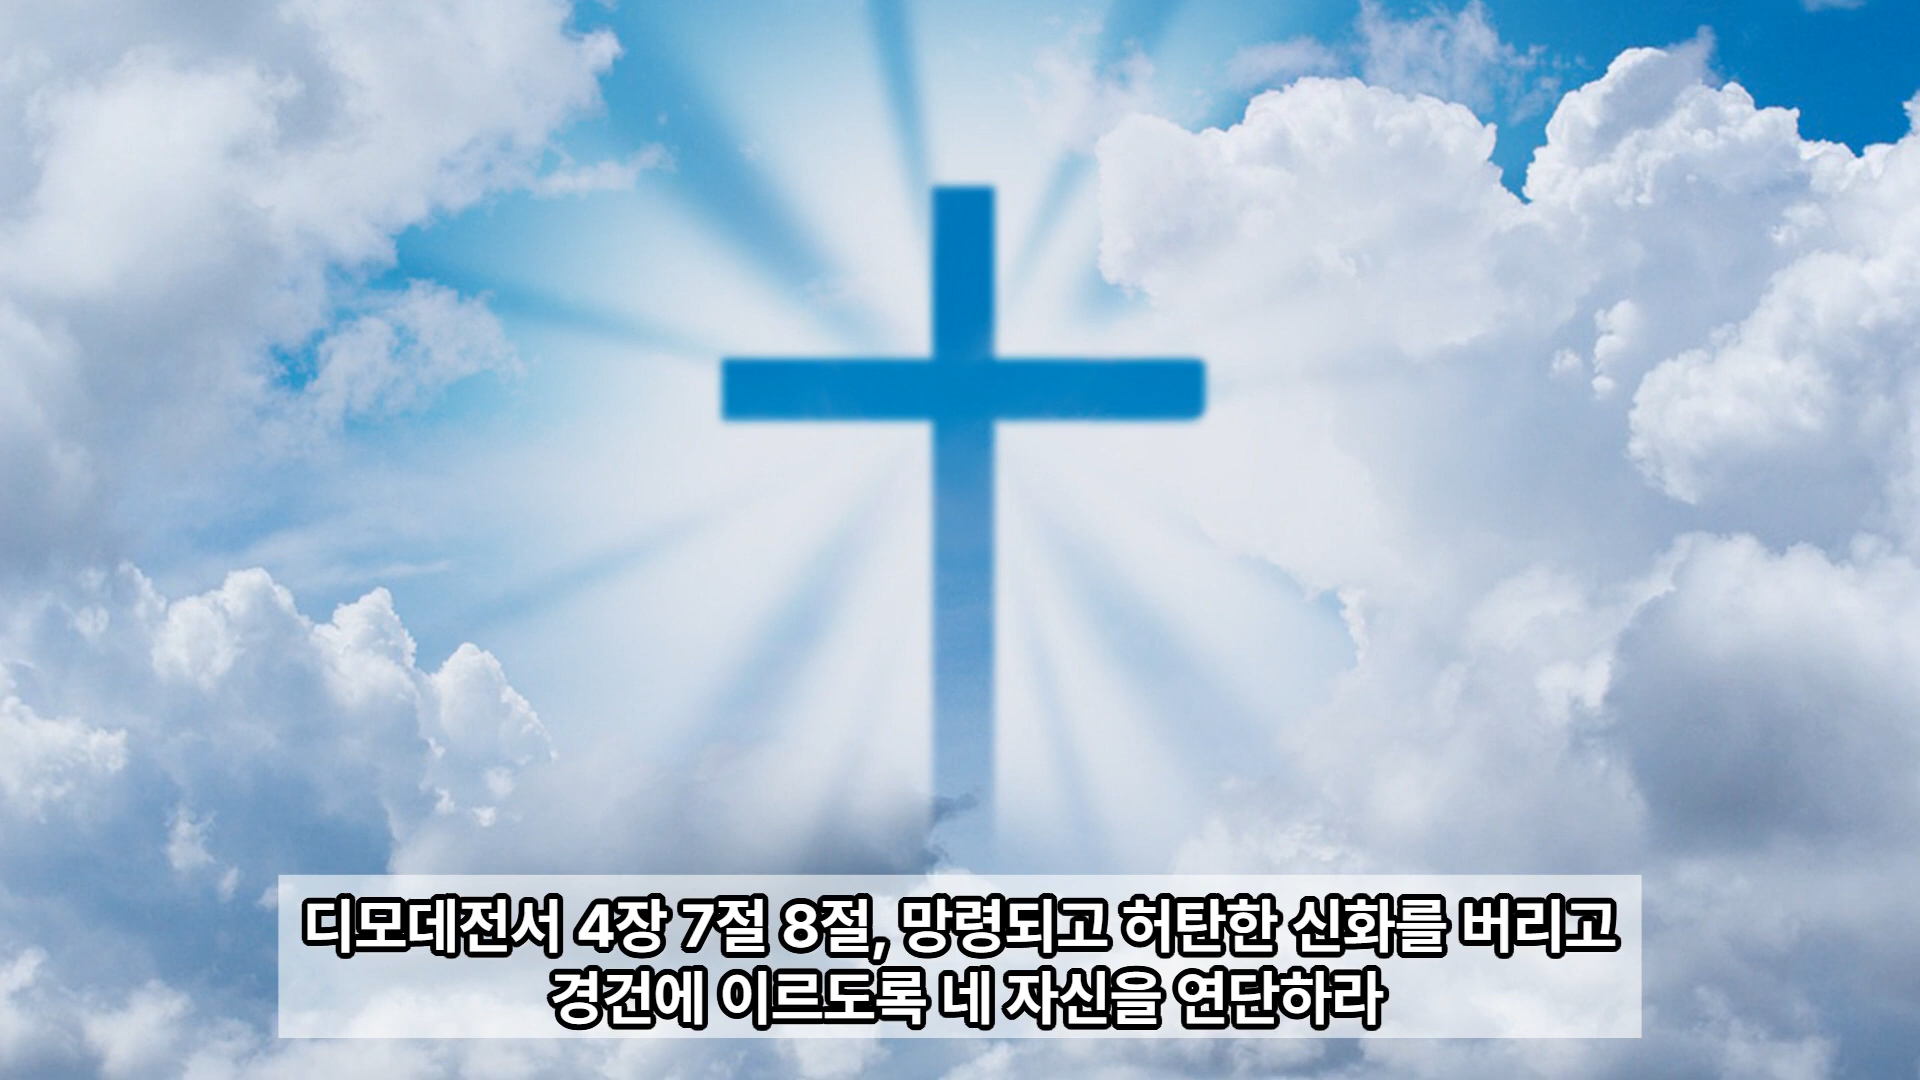 디모데전서 4장 7절 8절, 망령되고 허탄한 신화를 버리고
경건에 이르도록 네 자신을 연단하라